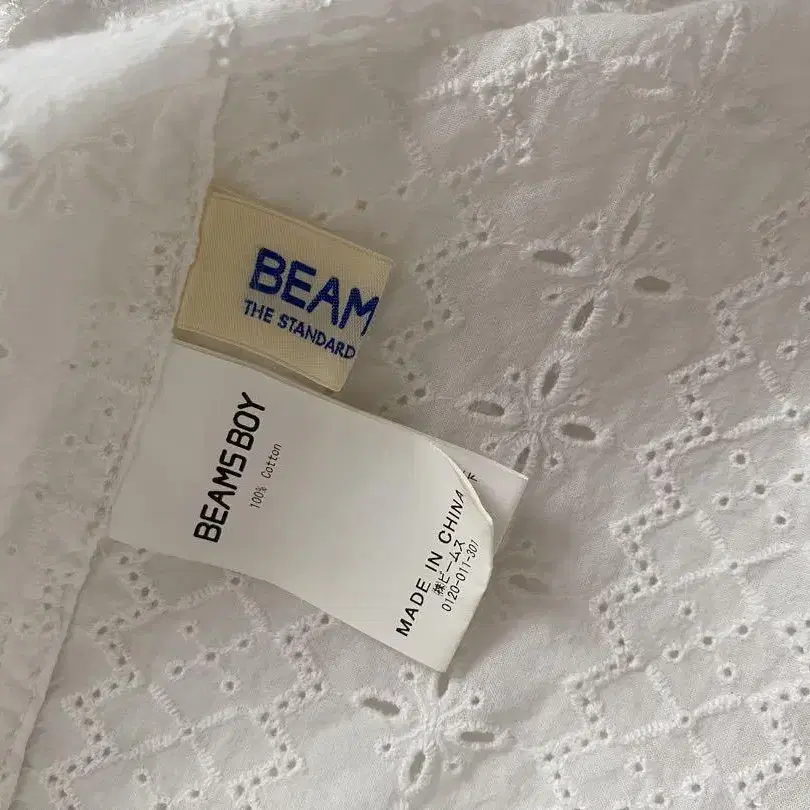 BEAM
THE STANDARD
BEAMS BOY
100% Cotton
MADE IN CHINA
㈱ビームス
0120-011-301